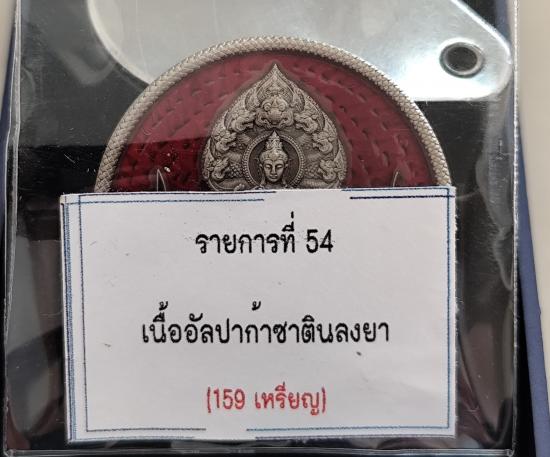 รายการที่ 54
เนื้ออัลปาก้าซาตินลงยา
(159 เหรียญ)